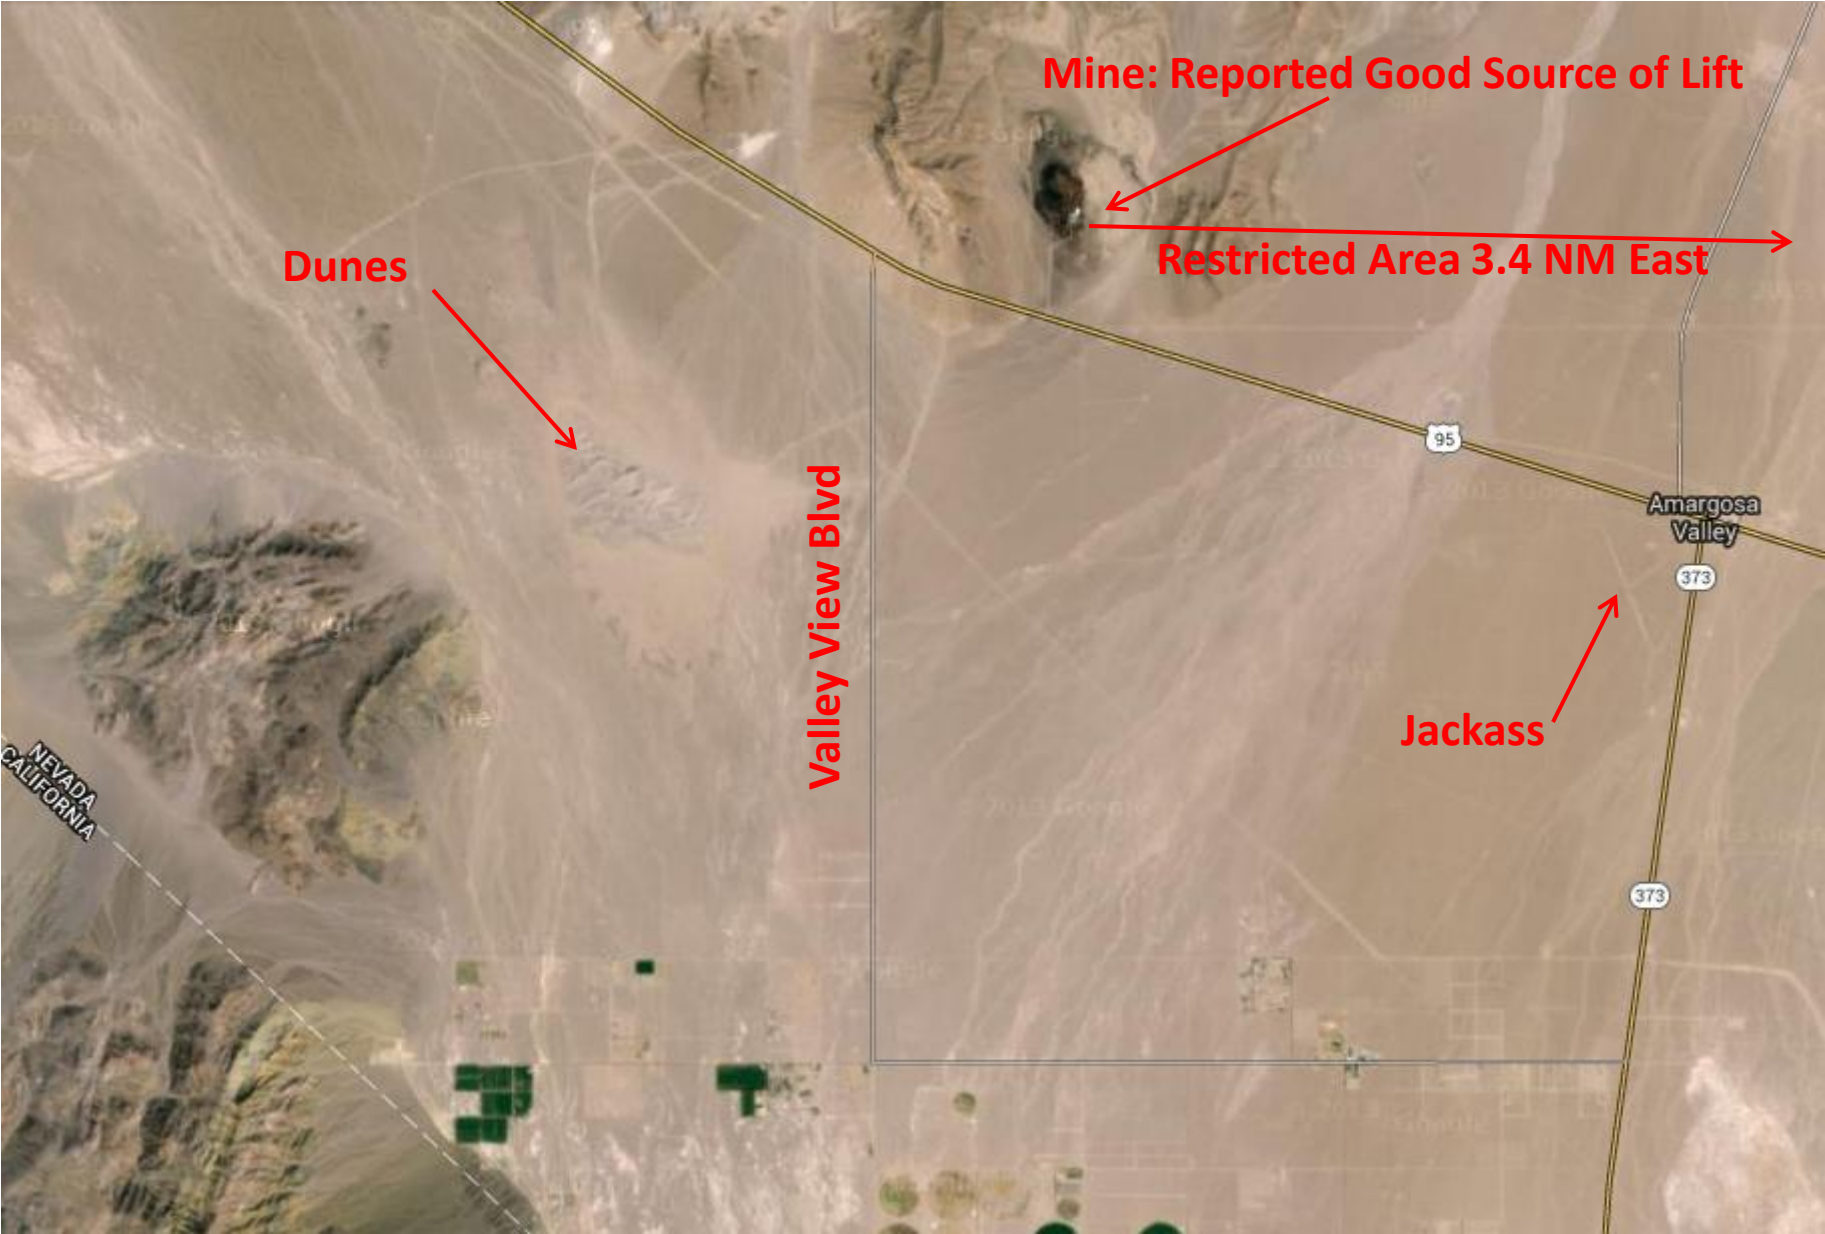 Mine: Reported Good Source of Lift
Restricted Area 3.4 NM East
Dunes
95
Valley View Blvd
Amargosa
Valley
373
Jackass
NEVADA
CALIFORNIA
373